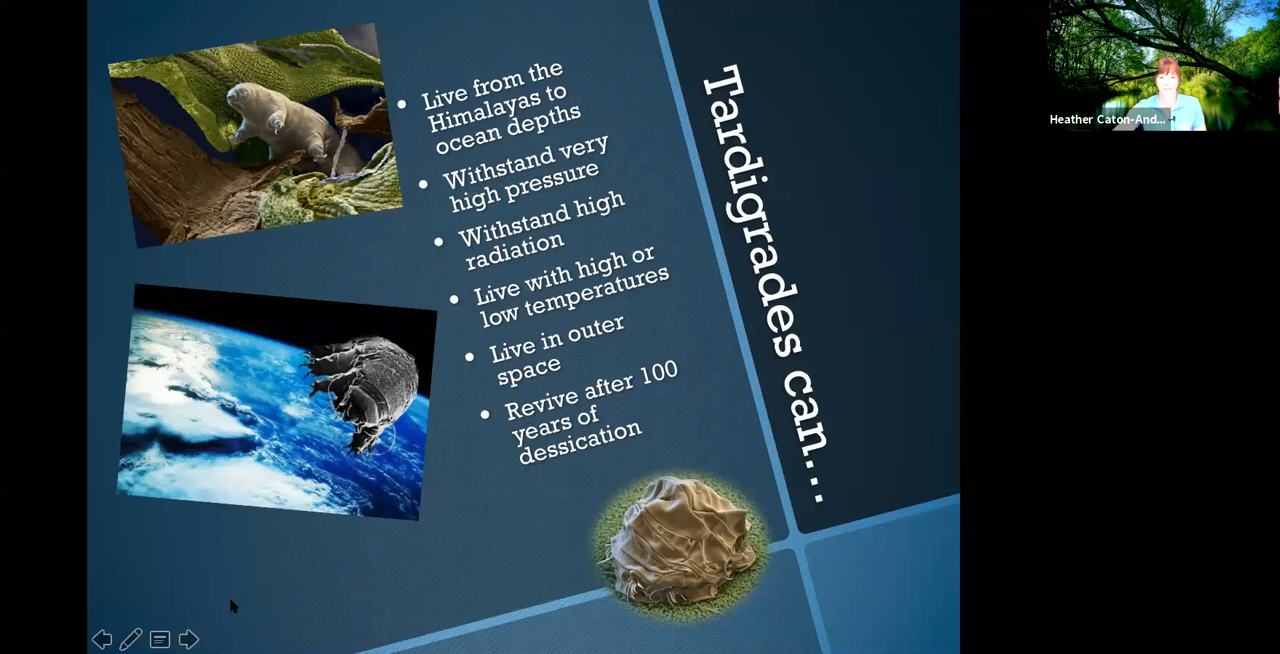 Tardigrades can...
• Live from the
Himalayas to
ocean depths
• Withstand very
high pressure
• Withstand high
radiation
• Live with high or
low temperatures
• Live in outer
space
• Revive after 100
years of
dessication
Heather Caton-And...